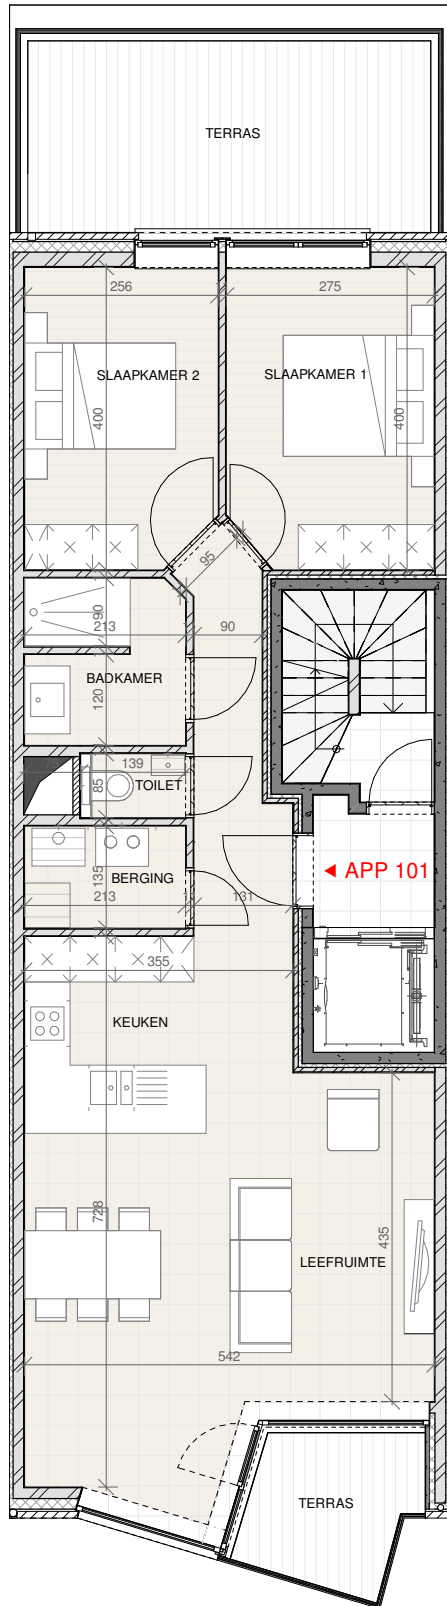 TERRAS
256
275
SLAAPKAMER 2
SLAAPKAMER 1
400
400
95
90
213
90
BADKAMER
120
139
TOILET
85
BERGING
135
213
131
APP 101
355
KEUKEN
728
435
LEEFRUIMTE
542
TERRAS